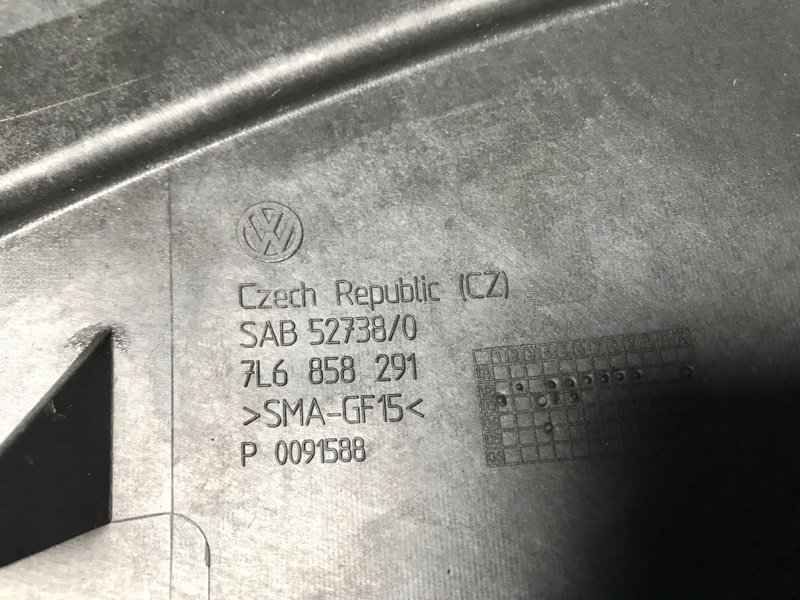 Czech Republic (CZ)
SAB 52738/0
7L6 858 291
>SMA-GF15<
P 0091588